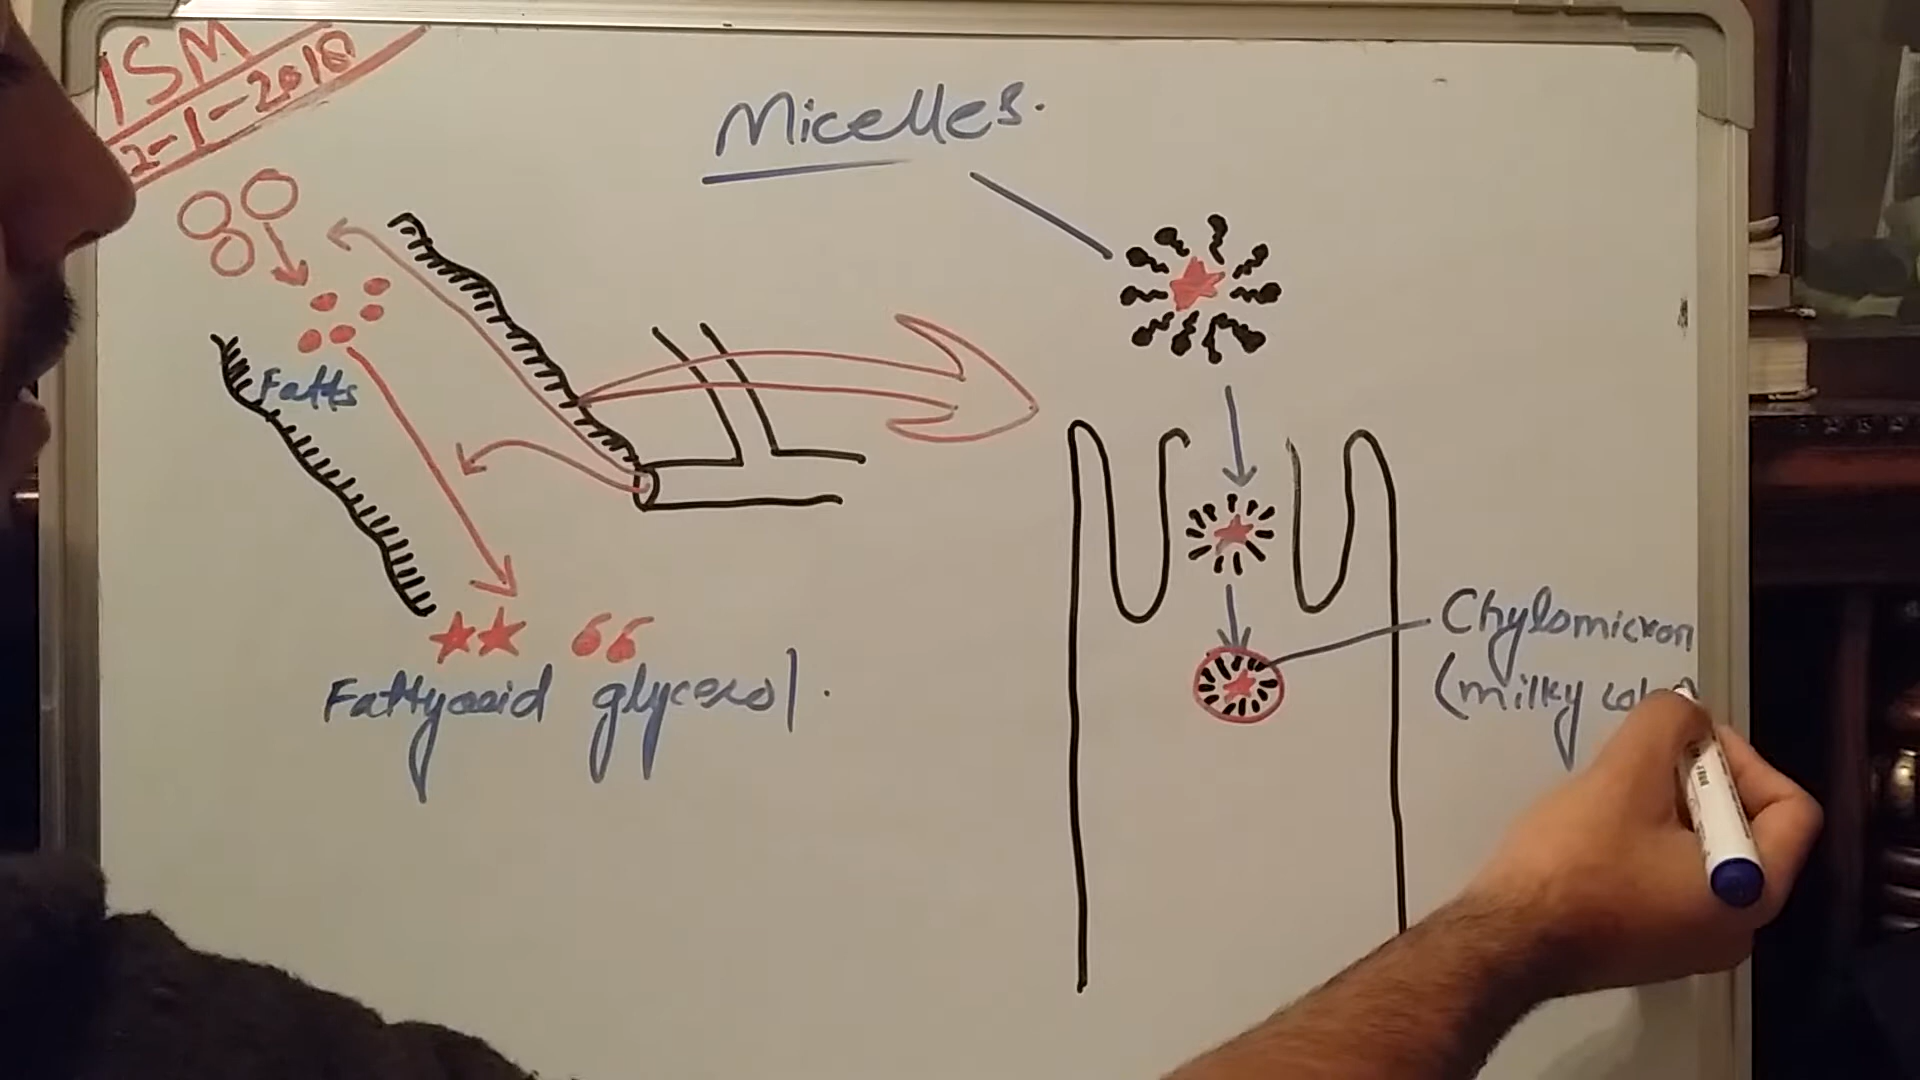 ISM
2-1-2018
Micelles.
Fatts
Fattyacid glycerol.
Chylomicron
(milky